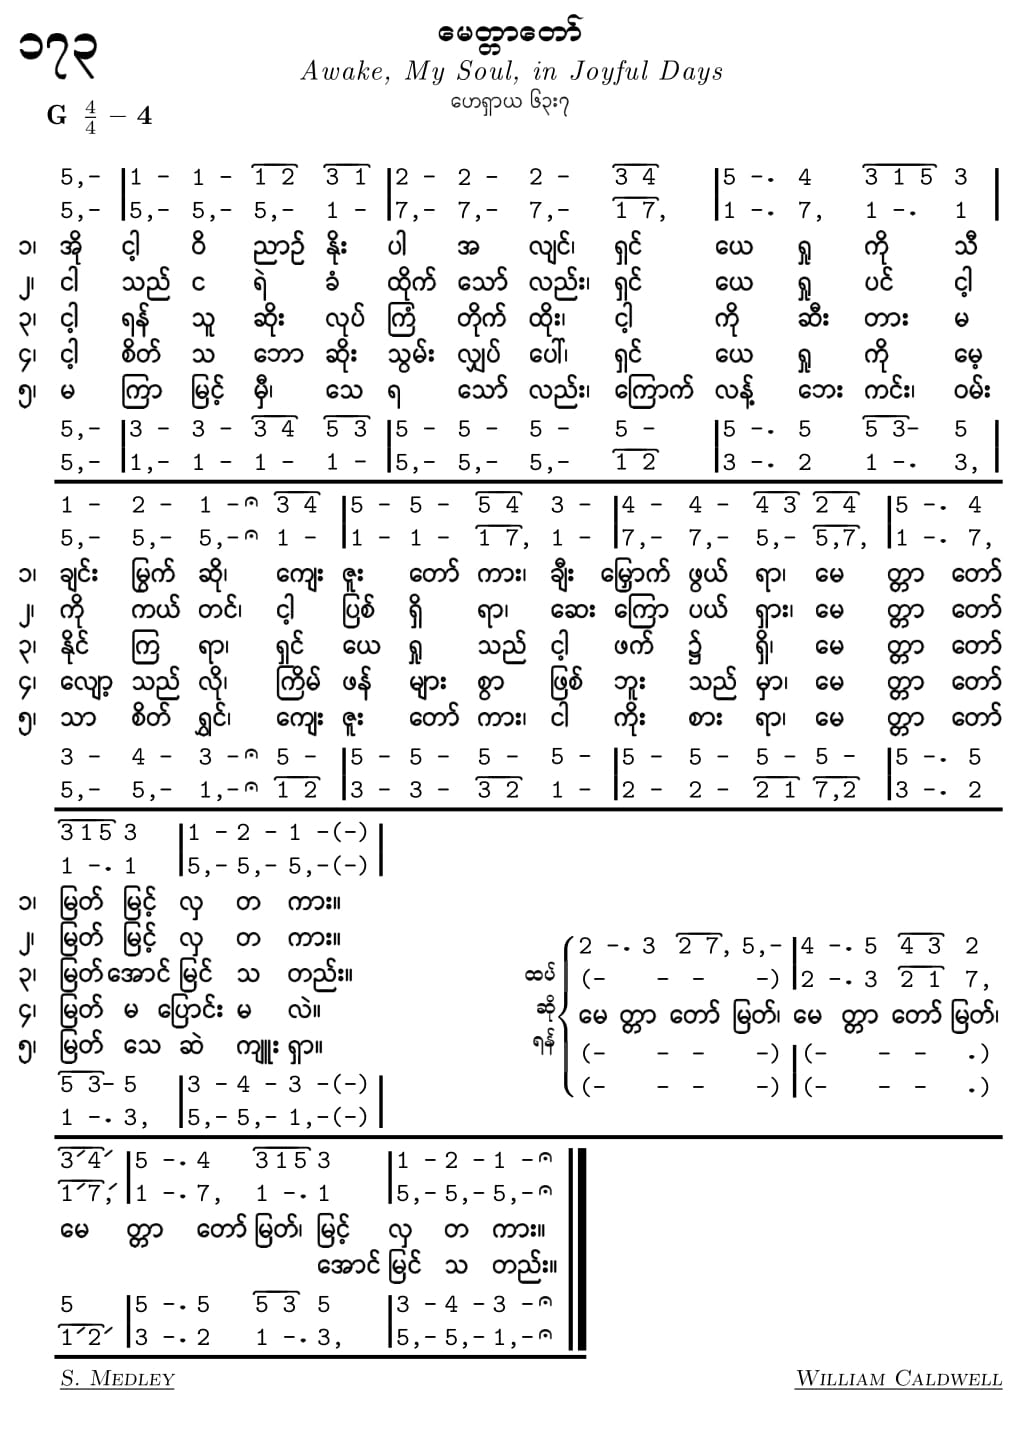 ၁၇၃
မေတ္တာတော်
Awake, My Soul, in Joyful Days
ဟေရှာယ ၆၃း၇
G 4/4 – 4
5,- |1 - 1 - 1 2 3 1 |2 - 2 - 2 - 3 4 |5 -. 4 3 1 5 3 |
5,- |5,- 5,- 5,- 1 - |7,- 7,- 7,- 1 7, |1 -. 7, 1 -. 1 |
၁၊ အို ငါ့ ဝိ ညာဉ် နိုး ပါ အ လျင်၊ ရှင် ယေ ရှု ကို သီ
၂၊ ငါ သည် င ရဲ ခံ ထိုက် သော် လည်း၊ ရှင် ယေ ရှု ပင် ငါ့
၃၊ ငါ့ ရန် သူ ဆိုး လုပ် ကြံ တိုက် ထိုး၊ ငါ့ ကို ဆီး တား မ
၄၊ ငါ့ စိတ် သ ဘော ဆိုး သွမ်း လျှပ် ပေါ်၊ ရှင် ယေ ရှု ကို မေ့
၅၊ မ ကြာ မြင့် မှီ၊ သေ ရ သော် လည်း၊ ကြောက် လန့် ဘေး ကင်း၊ ဝမ်း
5,- |3 - 3 - 3 4 5 3 |5 - 5 - 5 - 5 - |5 -. 5 5 3- 5 |
5,- |1,- 1 - 1 - 1 - |5,- 5,- 5,- 1 2 |3 -. 2 1 -. 3, |
1 - 2 - 1 -𝄐 3 4 |5 - 5 - 5 4 3 - |4 - 4 - 4 3 2 4 |5 -. 4
5,- 5,- 5,-𝄐 1 - |1 - 1 - 1 7, 1 - |7,- 7,- 5,- 5,7, |1 -. 7,
၁၊ ချင်း မြွက် ဆို၊ ကျေး ဇူး တော် ကား၊ ချီး မြှောက် ဖွယ် ရာ၊ မေ တ္တာ တော်
၂၊ ကို ကယ် တင်၊ ငါ့ ပြစ် ရှိ ရာ၊ ဆေး ကြော ပယ် ရှား၊ မေ တ္တာ တော်
၃၊ နိုင် ကြ ရာ၊ ရှင် ယေ ရှု သည် ငါ့ ဖက် ၌ ရှိ၊ မေ တ္တာ တော်
၄၊ လျော့ သည် လို၊ ကြိမ် ဖန် များ စွာ ဖြစ် ဘူး သည် မှာ၊ မေ တ္တာ တော်
၅၊ သာ စိတ် ရွှင်၊ ကျေး ဇူး တော် ကား၊ ငါ ကိုး စား ရာ၊ မေ တ္တာ တော်
3 - 4 - 3 -𝄐 5 - |5 - 5 - 5 - 5 - |5 - 5 - 5 - 5 - |5 -. 5
5,- 5,- 1,-𝄐 1 2 |3 - 3 - 3 2 1 - |2 - 2 - 2 1 7,2 |3 -. 2
3 1 5 3 |1 - 2 - 1 -(-) |
1 -. 1 |5,- 5,- 5,-(-) |
၁၊ မြတ် မြင့် လှ တ ကား။
၂၊ မြတ် မြင့် လှ တ ကား။
၃၊ မြတ် အောင် မြင် သ တည်း။
၄၊ မြတ် မ ပြောင်း မ လဲ။
၅၊ မြတ် သေ ဆဲ ကျူး ရှာ။
5 3- 5 |3 - 4 - 3 -(-) |
1 -. 3, |5,- 5,- 1,-(-) |
ထပ် ဆို ရန်
2 -. 3 2 7, 5,- |4 -. 5 4 3 2
(- - - -) |2 -. 3 2 1 7,
မေ တ္တာ တော် မြတ်၊ မေ တ္တာ တော် မြတ်၊
(- - - -) |(- - - .)
(- - - -) |(- - - .)
3´4´ |5 -. 4 3 1 5 3 |1 - 2 - 1 -𝄐
1´7,´ |1 -. 7, 1 -. 1 |5,- 5,- 5,-𝄐
မေ တ္တာ တော် မြတ်၊ မြင့် လှ တ ကား။
အောင် မြင် သ တည်း။
5 |5 -. 5 5 3 5 |3 - 4 - 3 -𝄐
1´2´ |3 -. 2 1 -. 3, |5,- 5,- 1,-𝄐
S. Medley
William Caldwell